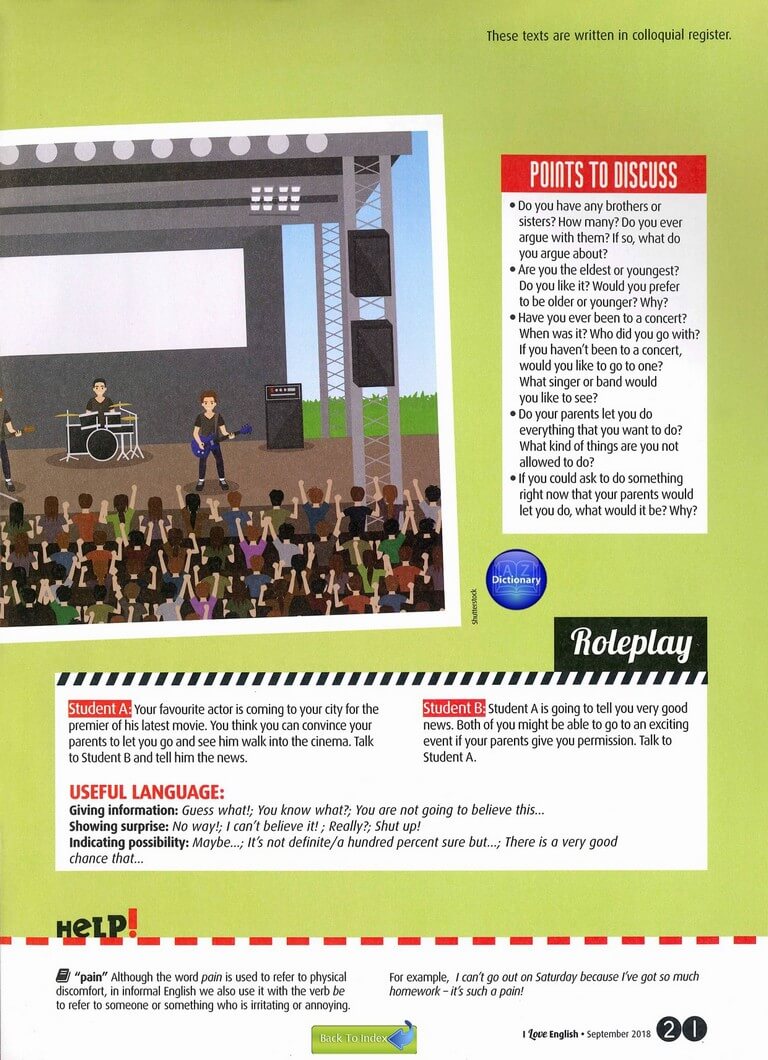 These texts are written in colloquial register.
POINTS TO DISCUSS
• Do you have any brothers or
sisters? How many? Do you ever
argue with them? If so, what do
you argue about?
• Are you the eldest or youngest?
Do you like it? Would you prefer
to be older or younger? Why?
• Have you ever been to a concert?
When was it? Who did you go with?
If you haven't been to a concert,
would you like to go to one?
What singer or band would
you like to see?
• Do your parents let you do
everything that you want to do?
What kind of things are you not
allowed to do?
• If you could ask to do something
right now that your parents would
let you do, what would it be? Why?
AZ
Dictionary
Shutterstock
Roleplay
Student A: Your favourite actor is coming to your city for the
premier of his latest movie. You think you can convince your
parents to let you go and see him walk into the cinema. Talk
to Student B and tell him the news.
Student B: Student A is going to tell you very good
news. Both of you might be able to go to an exciting
event if your parents give you permission. Talk to
Student A.
USEFUL LANGUAGE:
Giving information: Guess what!; You know what?; You are not going to believe this...
Showing surprise: No way!; I can't believe it! ; Really?; Shut up!
Indicating possibility: Maybe...; It's not definite/a hundred percent sure but...; There is a very good
chance that...
HELP!
"pain" Although the word pain is used to refer to physical
discomfort, in informal English we also use it with the verb be
to refer to someone or something who is irritating or annoying.
For example, I can't go out on Saturday because I've got so much
homework – it's such a pain!
Back To Index
I Love English • September 2018 21